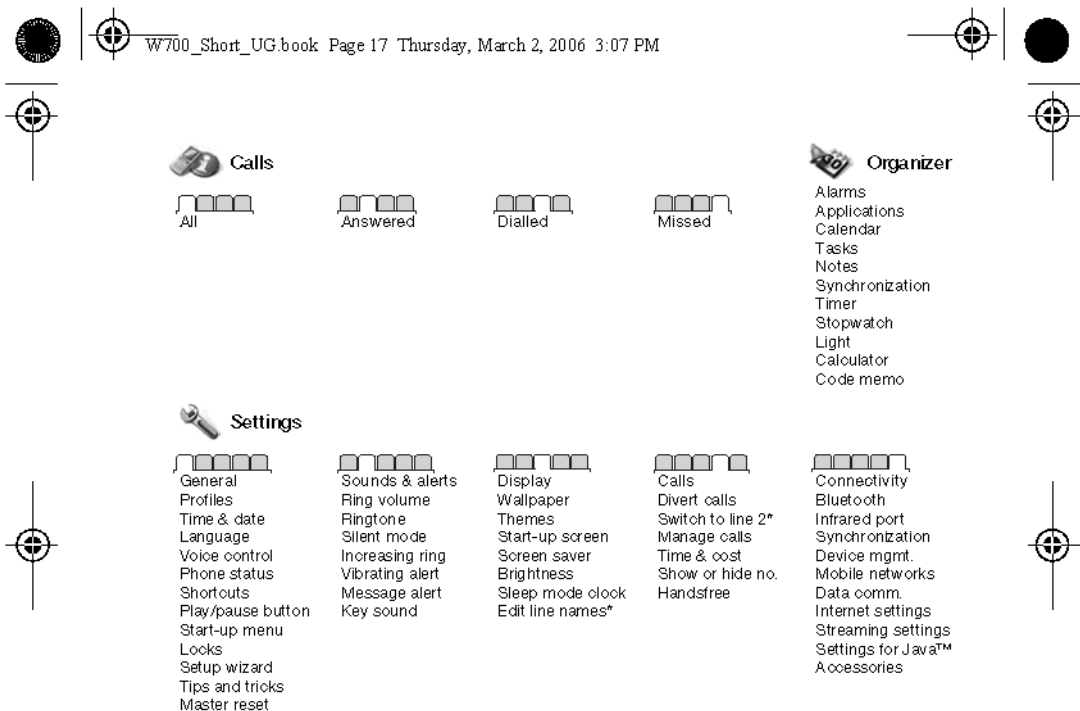 W700_Short_UG.book Page 17 Thursday, March 2, 2006 3:07 PM
Calls
All
Answered
Dialled
Missed
Organizer
Alarms
Applications
Calendar
Tasks
Notes
Synchronization
Timer
Stopwatch
Light
Calculator
Code memo
Settings
General
Profiles
Time & date
Language
Voice control
Phone status
Shortcuts
Play/pause button
Start-up menu
Locks
Setup wizard
Tips and tricks
Master reset
Sounds & alerts
Ring volume
Ringtone
Silent mode
Increasing ring
Vibrating alert
Message alert
Key sound
Display
Wallpaper
Themes
Start-up screen
Screen saver
Brightness
Sleep mode clock
Edit line names*
Calls
Divert calls
Switch to line 2*
Manage calls
Time & cost
Show or hide no.
Handsfree
Connectivity
Bluetooth
Infrared port
Synchronization
Device mgmt.
Mobile networks
Data comm.
Internet settings
Streaming settings
Settings for Java™
Accessories